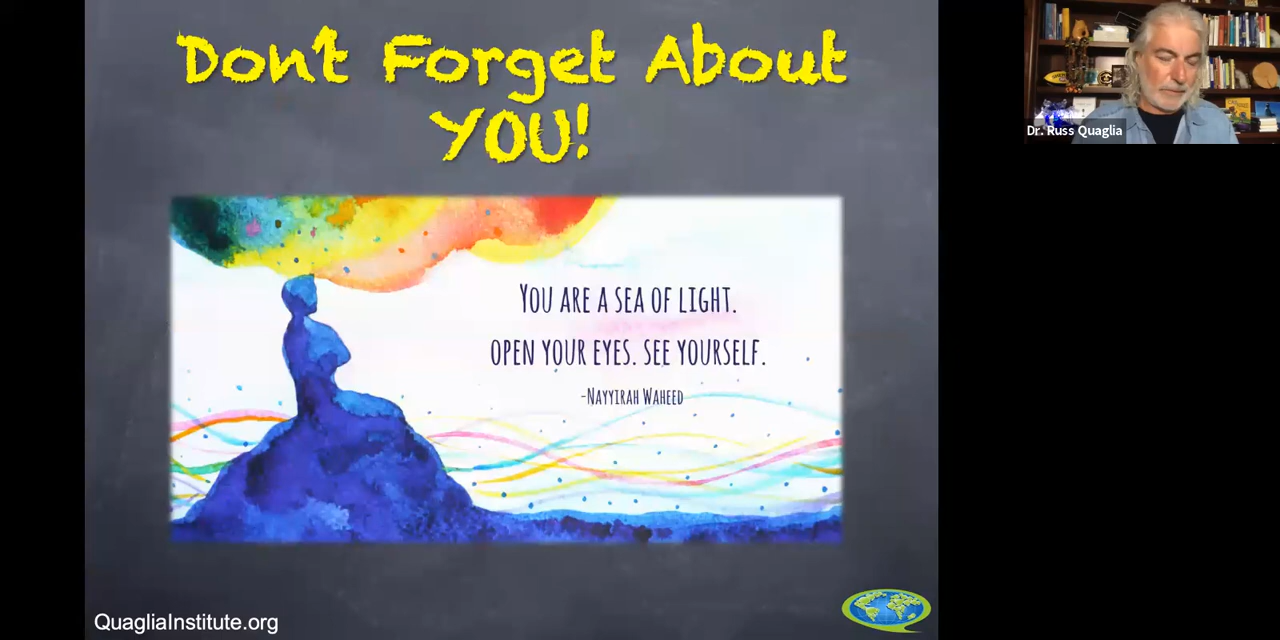 Don't Forget About
YOU!
YOU ARE A SEA OF LIGHT.
OPEN YOUR EYES. SEE YOURSELF.
-NAYYIRAH WAHEED
QuagliaInstitute.org
Dr. Russ Quaglia